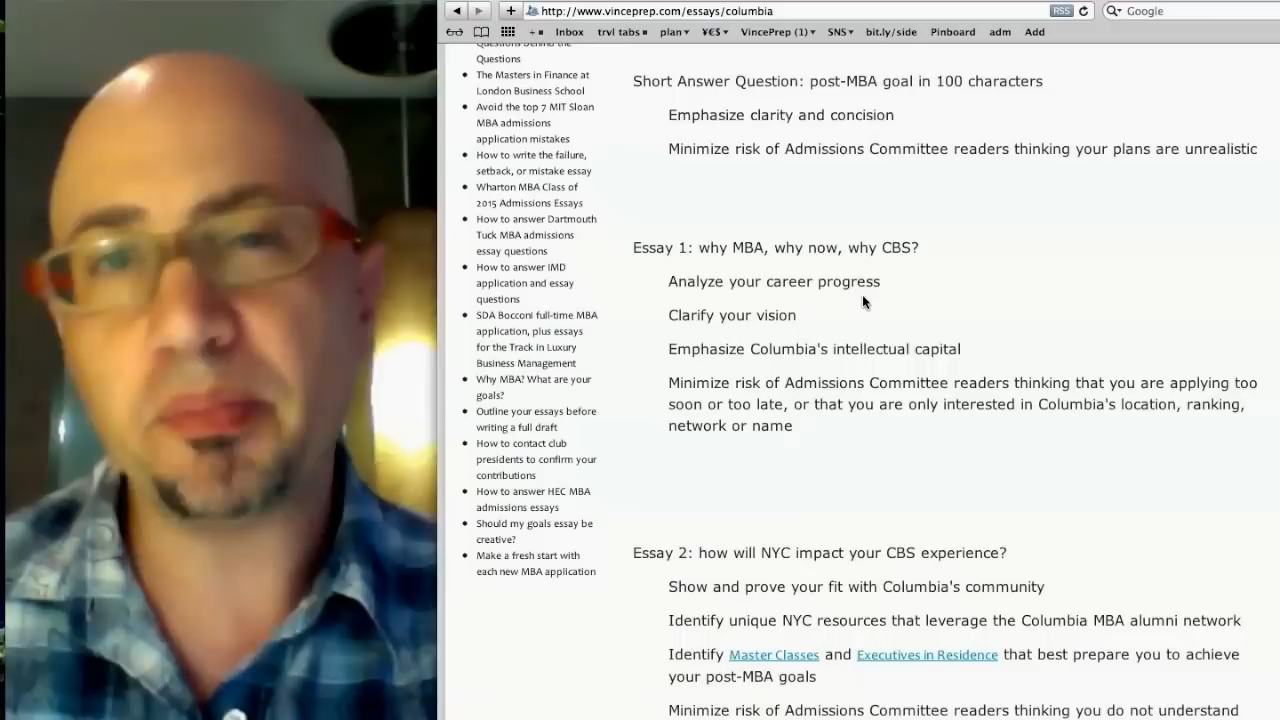 http://www.vinceprep.com/essays/columbia
RSS
Google
Inbox trvl tabs plan ¥€$ VincePrep (1) SNS bit.ly/side Pinboard adm Add
Questions Behind the
Questions
The Masters in Finance at
London Business School
Avoid the top 7 MIT Sloan
MBA admissions
application mistakes
How to write the failure,
setback, or mistake essay
Wharton MBA Class of
2015 Admissions Essays
How to answer Dartmouth
Tuck MBA admissions
essay questions
How to answer IMD
application and essay
questions
SDA Bocconi full-time MBA
application, plus essays
for the Track in Luxury
Business Management
Why MBA? What are your
goals?
Outline your essays before
writing a full draft
How to contact club
presidents to confirm your
contributions
How to answer HEC MBA
admissions essays
Should my goals essay be
creative?
Make a fresh start with
each new MBA application
Short Answer Question: post-MBA goal in 100 characters
Emphasize clarity and concision
Minimize risk of Admissions Committee readers thinking your plans are unrealistic
Essay 1: why MBA, why now, why CBS?
Analyze your career progress
Clarify your vision
Emphasize Columbia's intellectual capital
Minimize risk of Admissions Committee readers thinking that you are applying too
soon or too late, or that you are only interested in Columbia's location, ranking,
network or name
Essay 2: how will NYC impact your CBS experience?
Show and prove your fit with Columbia's community
Identify unique NYC resources that leverage the Columbia MBA alumni network
Identify Master Classes and Executives in Residence that best prepare you to achieve
your post-MBA goals
Minimize risk of Admissions Committee readers thinking you do not understand